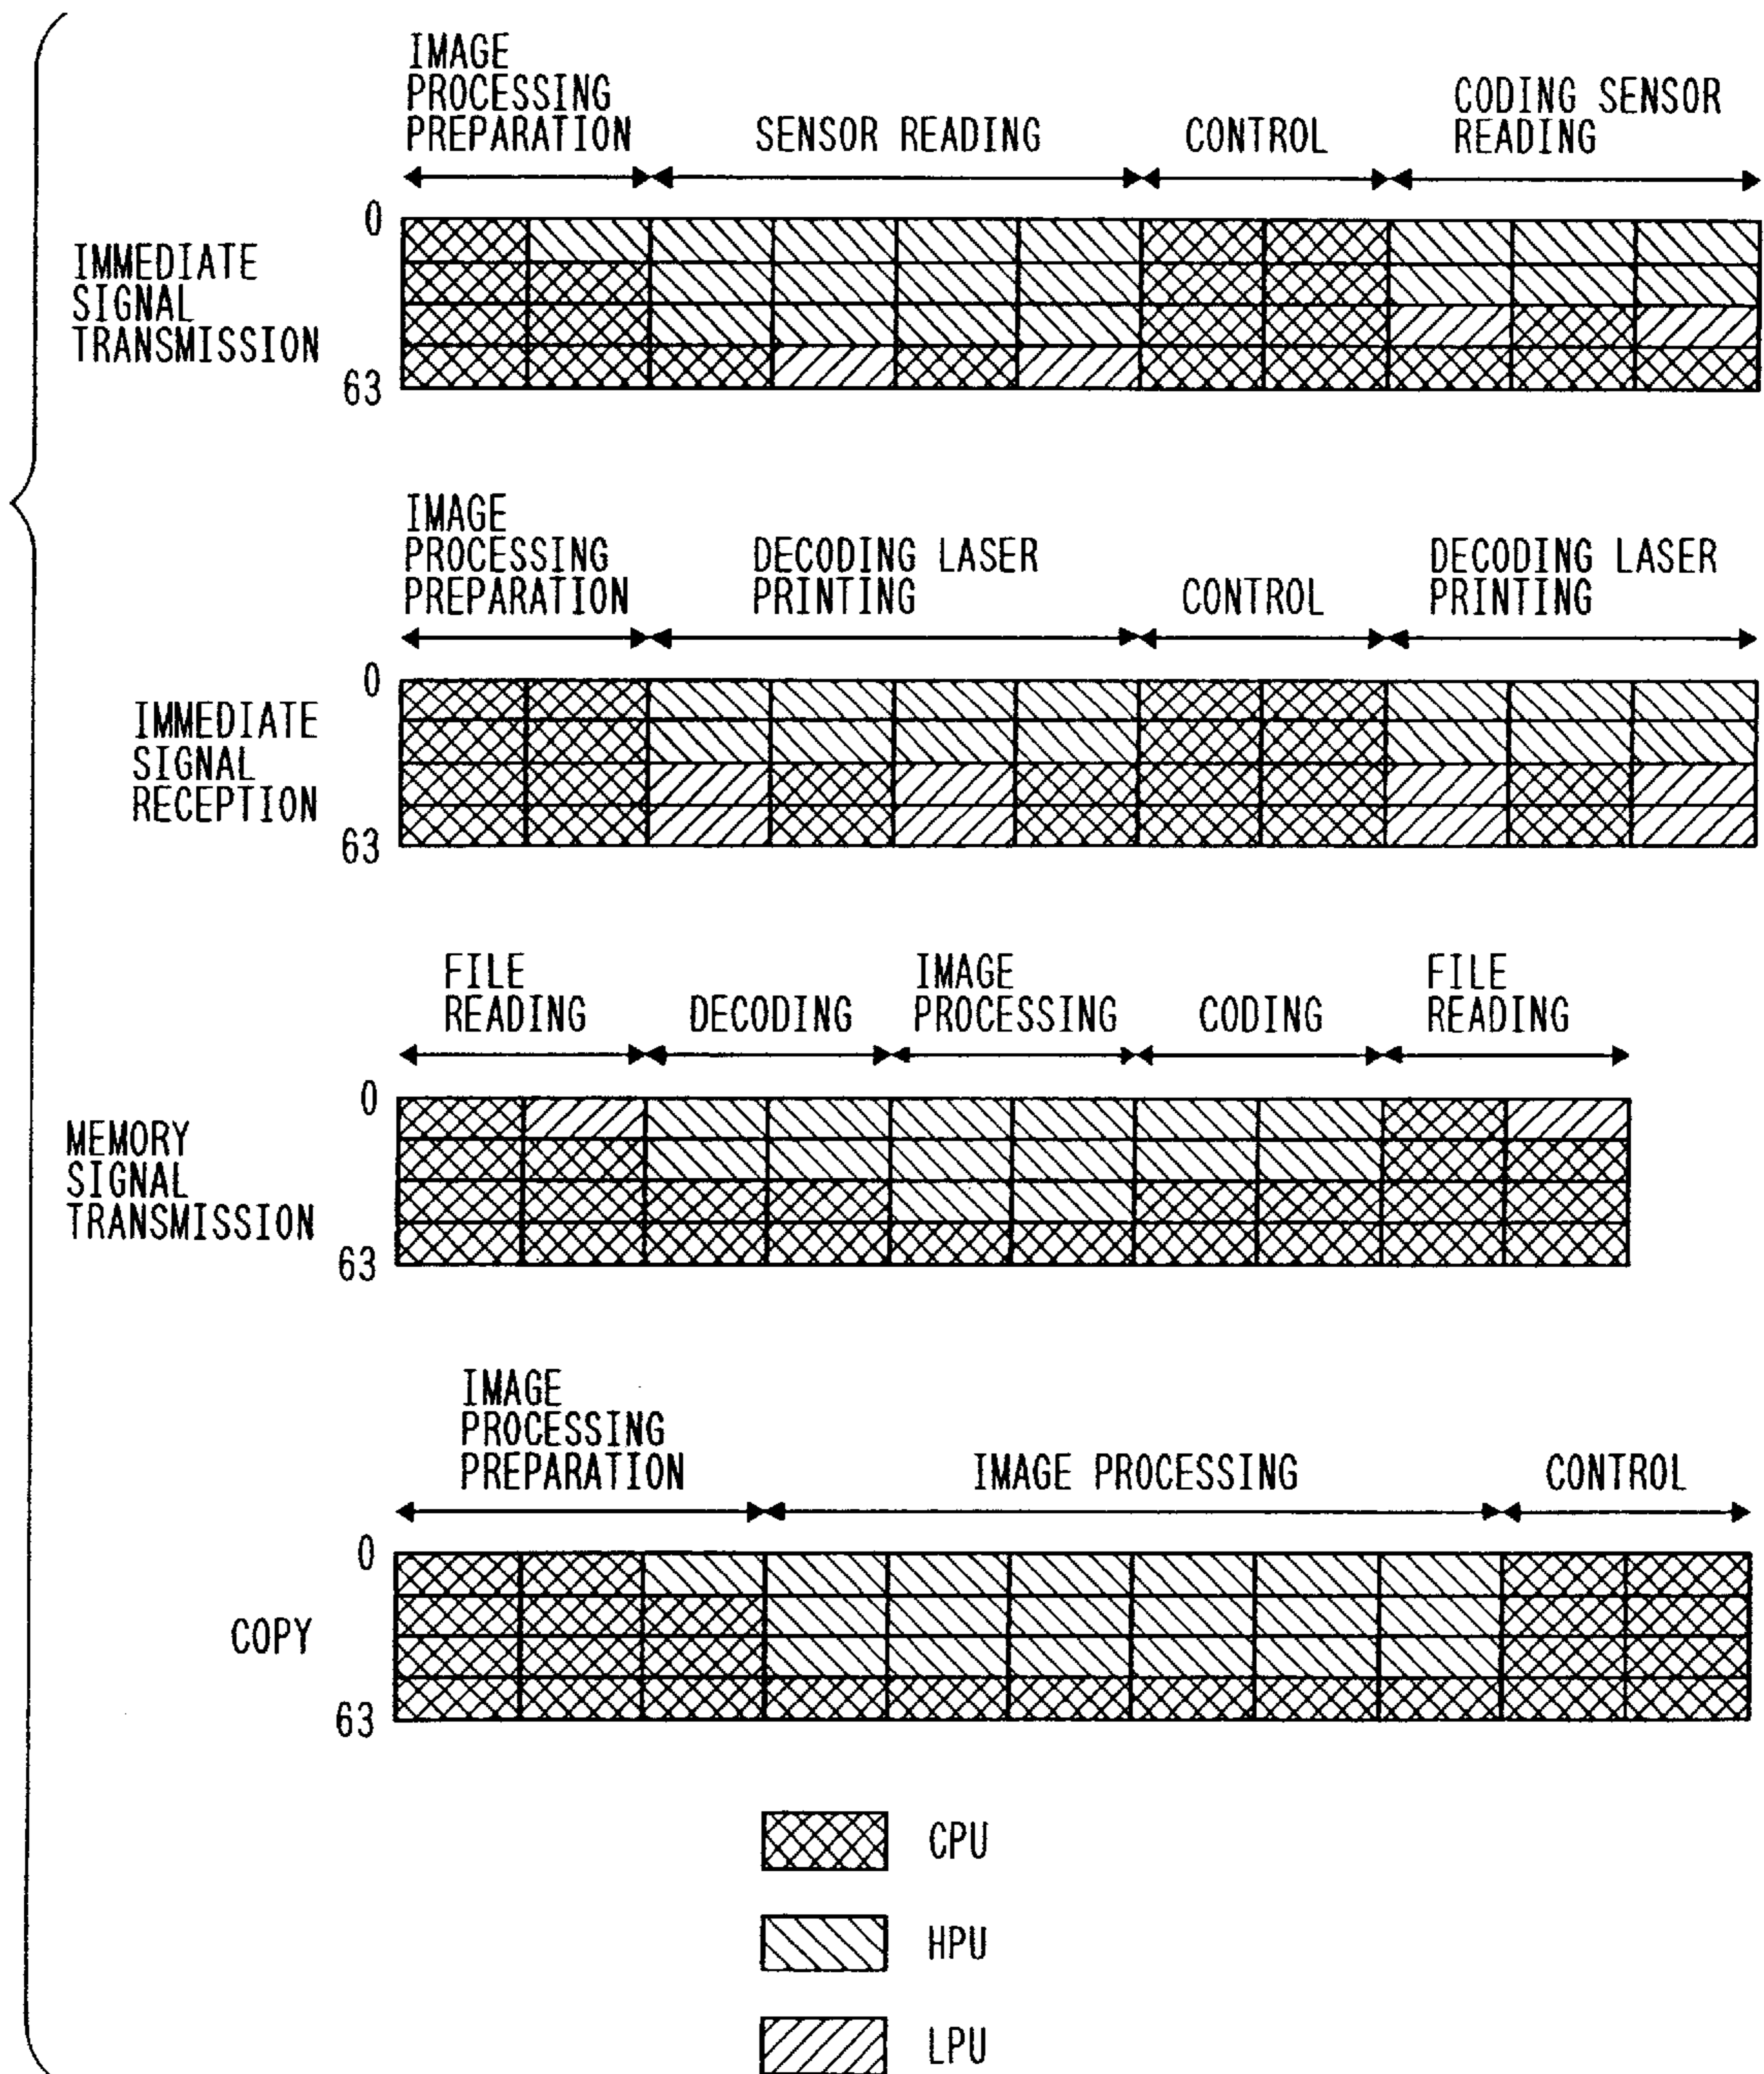 IMAGE
PROCESSING
PREPARATION
SENSOR READING
CONTROL
CODING SENSOR
READING
IMMEDIATE
SIGNAL
TRANSMISSION
0
63
IMAGE
PROCESSING
PREPARATION
DECODING LASER
PRINTING
CONTROL
DECODING LASER
PRINTING
IMMEDIATE
SIGNAL
RECEPTION
0
63
FILE
READING
DECODING
IMAGE
PROCESSING
CODING
FILE
READING
MEMORY
SIGNAL
TRANSMISSION
0
63
IMAGE
PROCESSING
PREPARATION
IMAGE PROCESSING
CONTROL
COPY
0
63
CPU
HPU
LPU